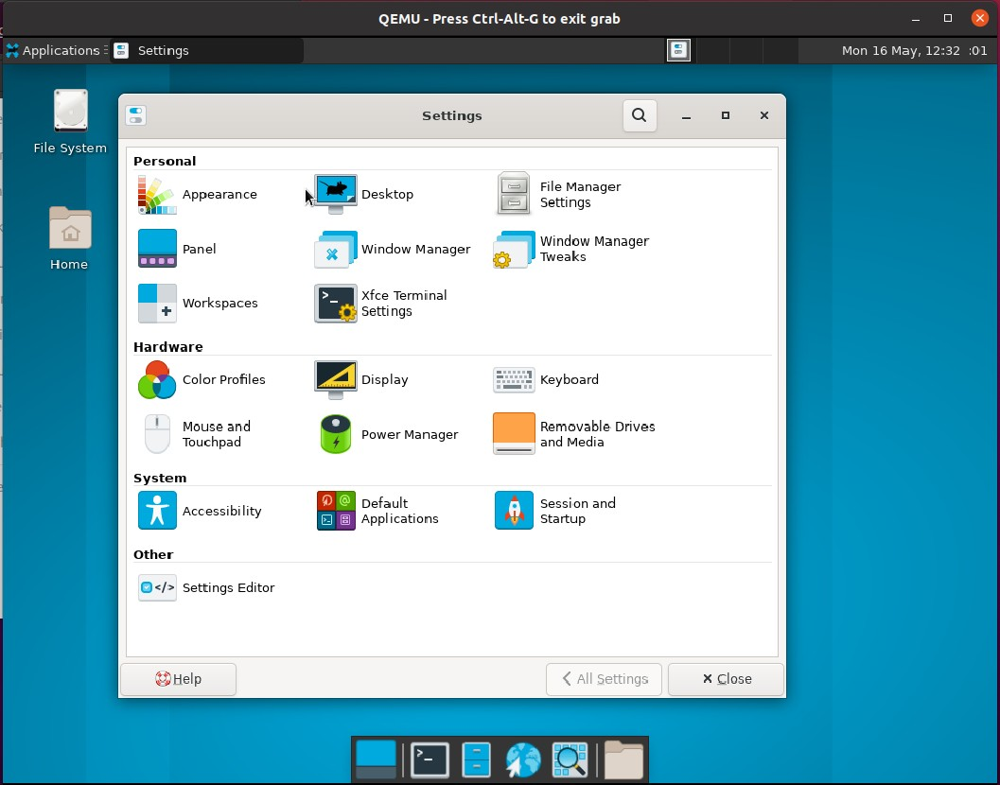 QEMU - Press Ctrl-Alt-G to exit grab
Applications
Settings
Mon 16 May, 12:32 :01
File System
Home
Settings
Personal
Appearance
Desktop
File Manager
Settings
Panel
Window Manager
Window Manager
Tweaks
Workspaces
Xfce Terminal
Settings
Hardware
Color Profiles
Display
Keyboard
Mouse and
Touchpad
Power Manager
Removable Drives
and Media
System
Accessibility
Default
Applications
Session and
Startup
Other
Settings Editor
Help
All Settings
Close